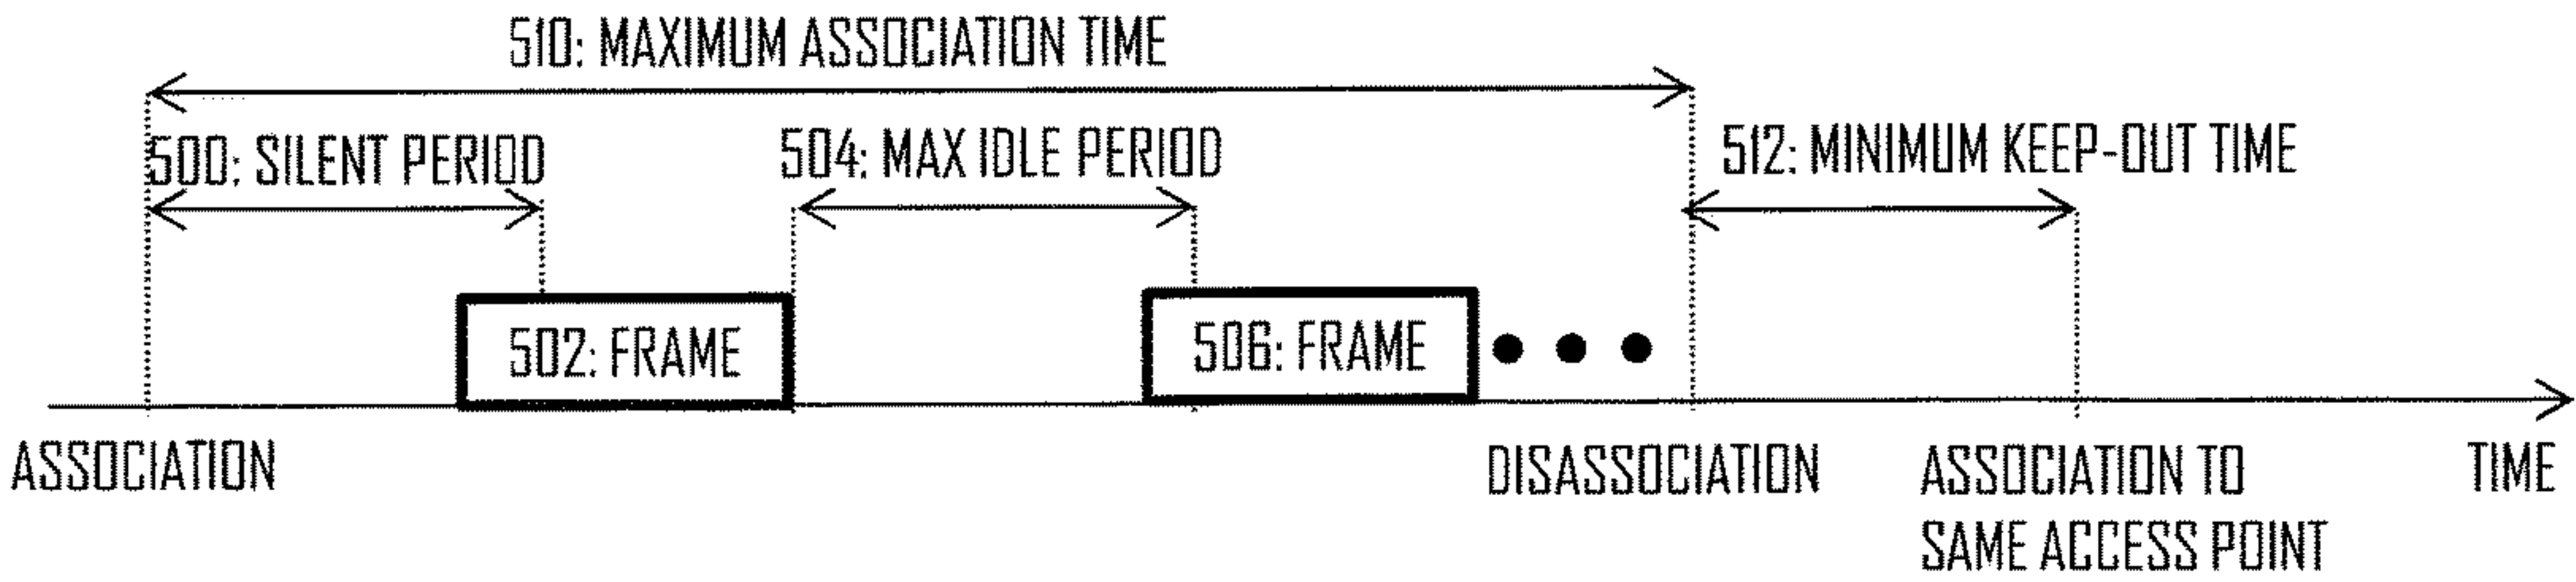 510: MAXIMUM ASSOCIATION TIME
500: SILENT PERIOD
504: MAX IDLE PERIOD
512: MINIMUM KEEP-OUT TIME
502: FRAME
506: FRAME
ASSOCIATION
DISASSOCIATION
ASSOCIATION TO
SAME ACCESS POINT
TIME